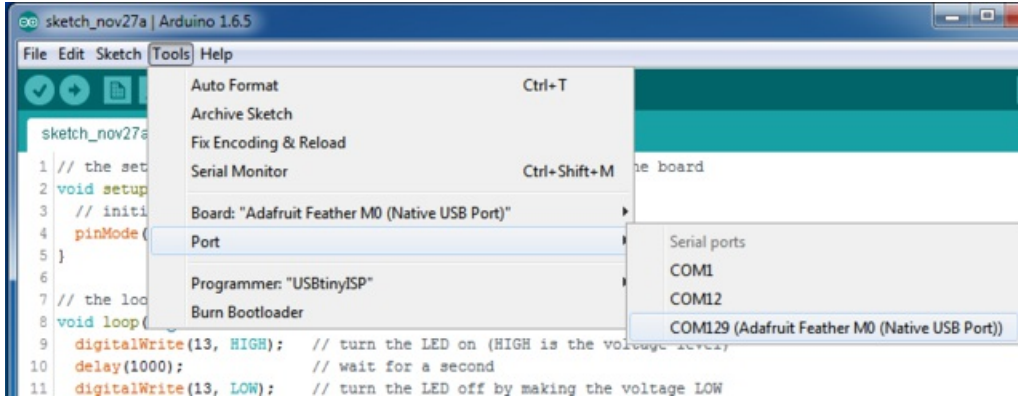 sketch_nov27a | Arduino 1.6.5
File Edit Sketch Tools Help
Auto Format Ctrl+T
Archive Sketch
Fix Encoding & Reload
Serial Monitor Ctrl+Shift+M
Board: "Adafruit Feather M0 (Native USB Port)"
Port
Programmer: "USBtinyISP"
Burn Bootloader
Serial ports
COM1
COM12
COM129 (Adafruit Feather M0 (Native USB Port))
sketch_nov27a
1 // the set he board
2 void setup
3 // initi
4 pinMode(
5 }
6
7 // the loo
8 void loop(
9 digitalWrite(13, HIGH); // turn the LED on (HIGH is the voltage level)
10 delay(1000); // wait for a second
11 digitalWrite(13, LOW); // turn the LED off by making the voltage LOW